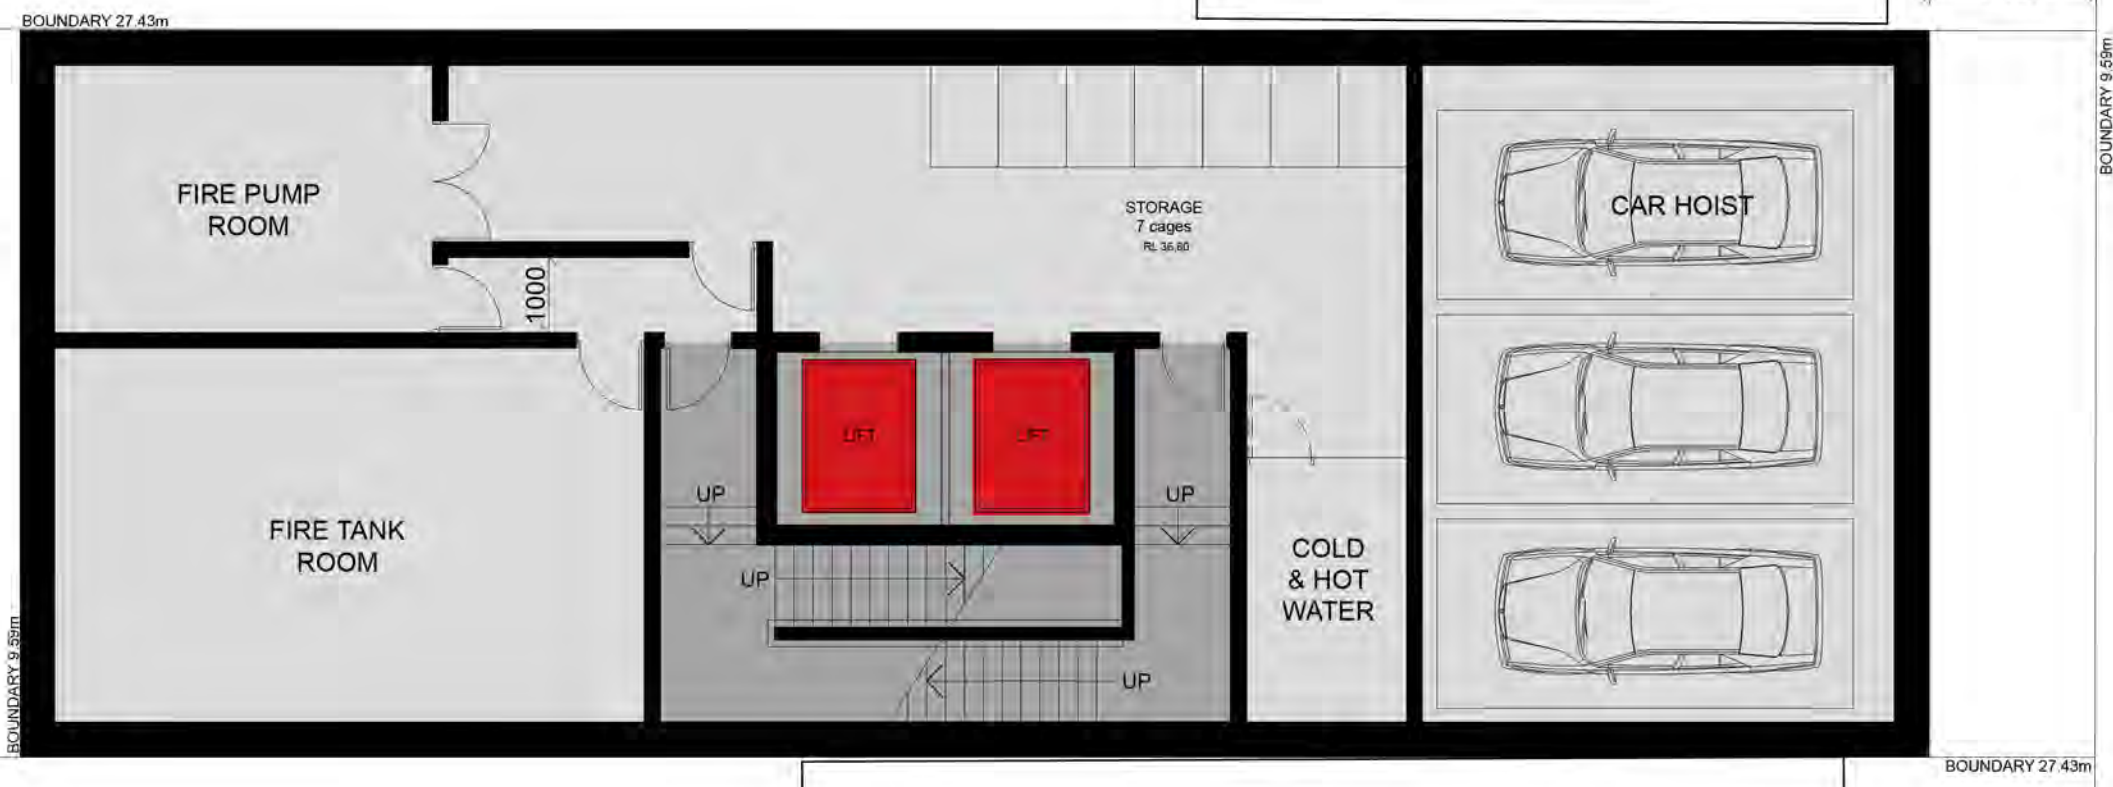 BOUNDARY 27.43m
BOUNDARY 9.59m
FIRE PUMP
ROOM
CAR HOIST
STORAGE
7 cages
RL 36.60
1000
LIFT
LIFT
UP
UP
FIRE TANK
ROOM
COLD
& HOT
WATER
UP
UP
BOUNDARY 9.59m
BOUNDARY 27.43m